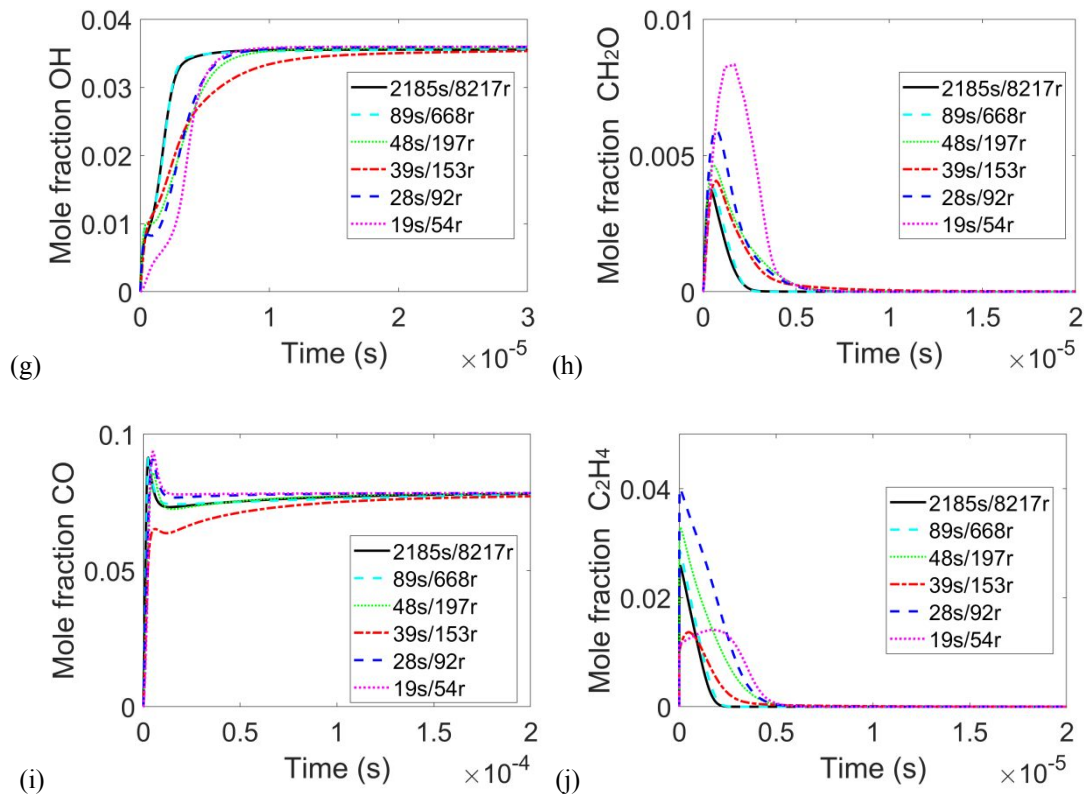 Mole fraction OH
0.04
0.03
0.02
0.01
0
2185s/8217r
89s/668r
48s/197r
39s/153r
28s/92r
19s/54r
0 1 2 3
Time (s) ×10⁻⁵
(g)
Mole fraction CH₂O
0.01
0.005
0
2185s/8217r
89s/668r
48s/197r
39s/153r
28s/92r
19s/54r
0 0.5 1 1.5 2
Time (s) ×10⁻⁵
(h)
Mole fraction CO
0.1
0.05
0
2185s/8217r
89s/668r
48s/197r
39s/153r
28s/92r
19s/54r
0 0.5 1 1.5 2
Time (s) ×10⁻⁴
(i)
Mole fraction C₂H₄
0.04
0.02
0
2185s/8217r
89s/668r
48s/197r
39s/153r
28s/92r
19s/54r
0 0.5 1 1.5 2
Time (s) ×10⁻⁵
(j)